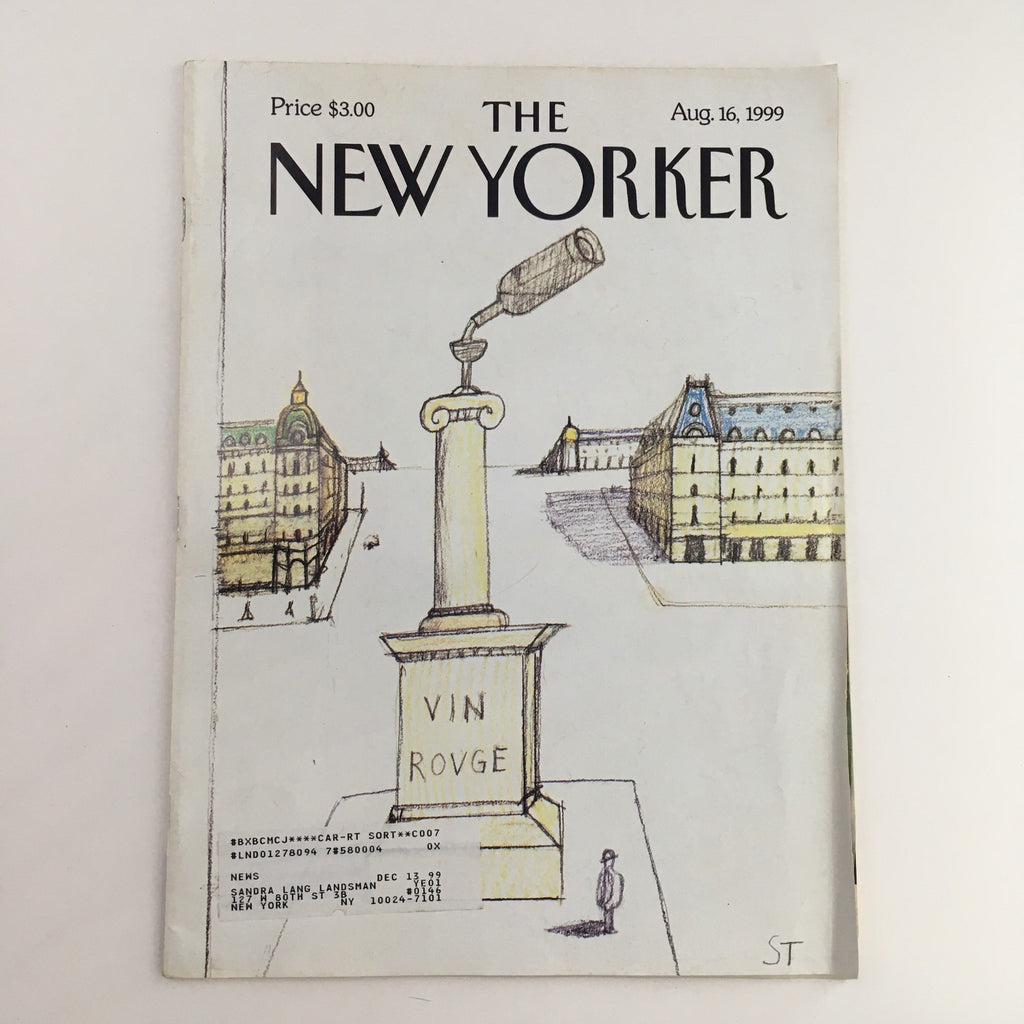 Price $3.00
THE
Aug. 16, 1999
NEW YORKER
VIN
ROVGE
#BXBCMCJ****CAR-RT SORT**C007
#LND01278094 7#580004 0X
NEWS DEC 13 99
SANDRA LANG LANDSMAN YE01
127 W 80TH ST 3B #0146
NEW YORK NY 10024-7101
ST